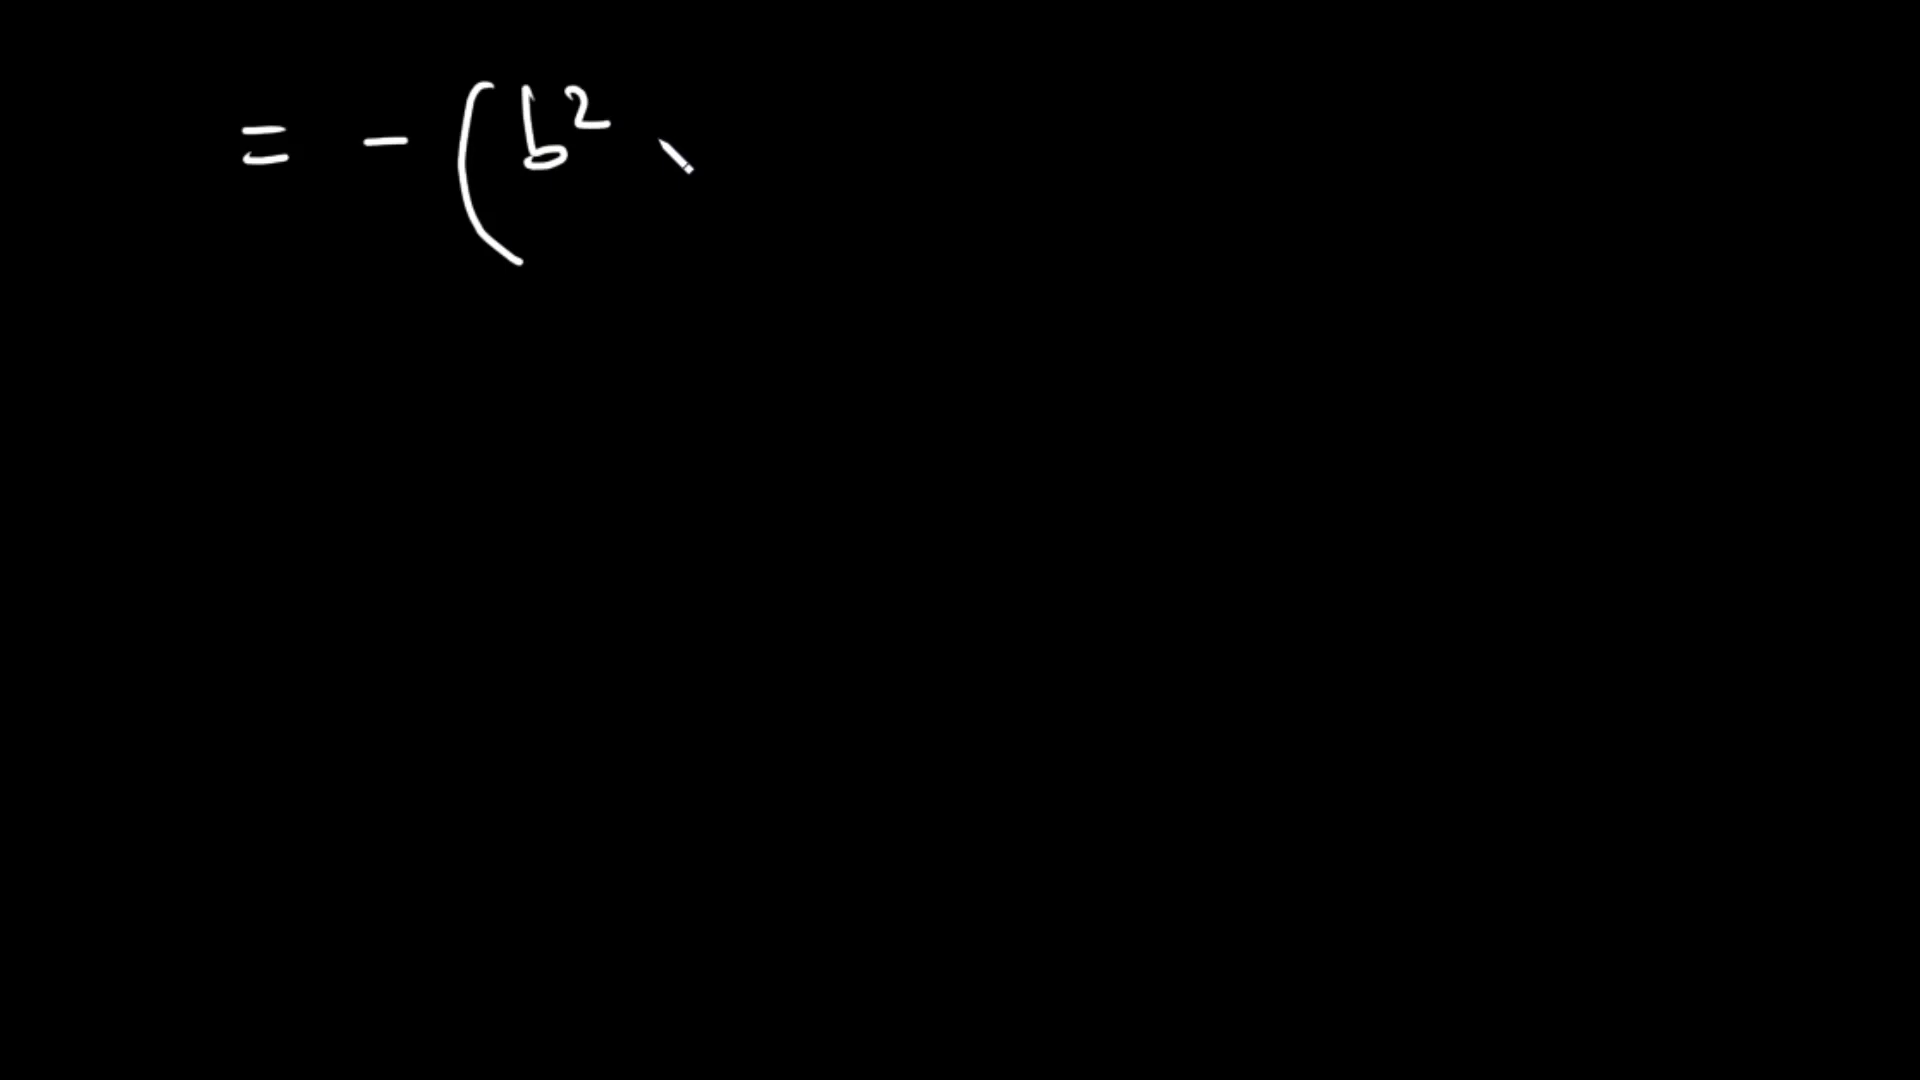 = - (b²